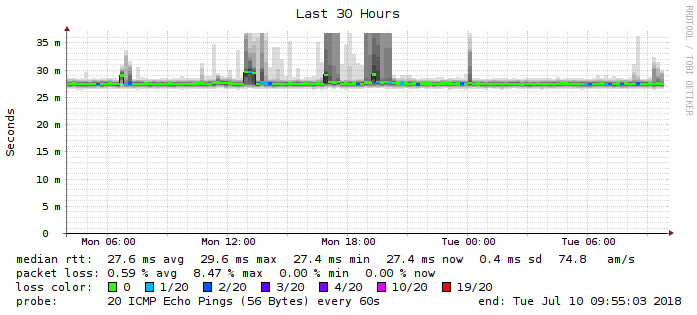 Last 30 Hours
RRDTOOL / TOBI OETIKER
Seconds
35 m
30 m
25 m
20 m
15 m
10 m
5 m
0
Mon 06:00 Mon 12:00 Mon 18:00 Tue 00:00 Tue 06:00
median rtt: 27.6 ms avg 29.6 ms max 27.4 ms min 27.4 ms now 0.4 ms sd 74.8 am/s
packet loss: 0.59 % avg 8.47 % max 0.00 % min 0.00 % now
loss color: 0 1/20 2/20 3/20 4/20 10/20 19/20
probe: 20 ICMP Echo Pings (56 Bytes) every 60s end: Tue Jul 10 09:55:03 2018